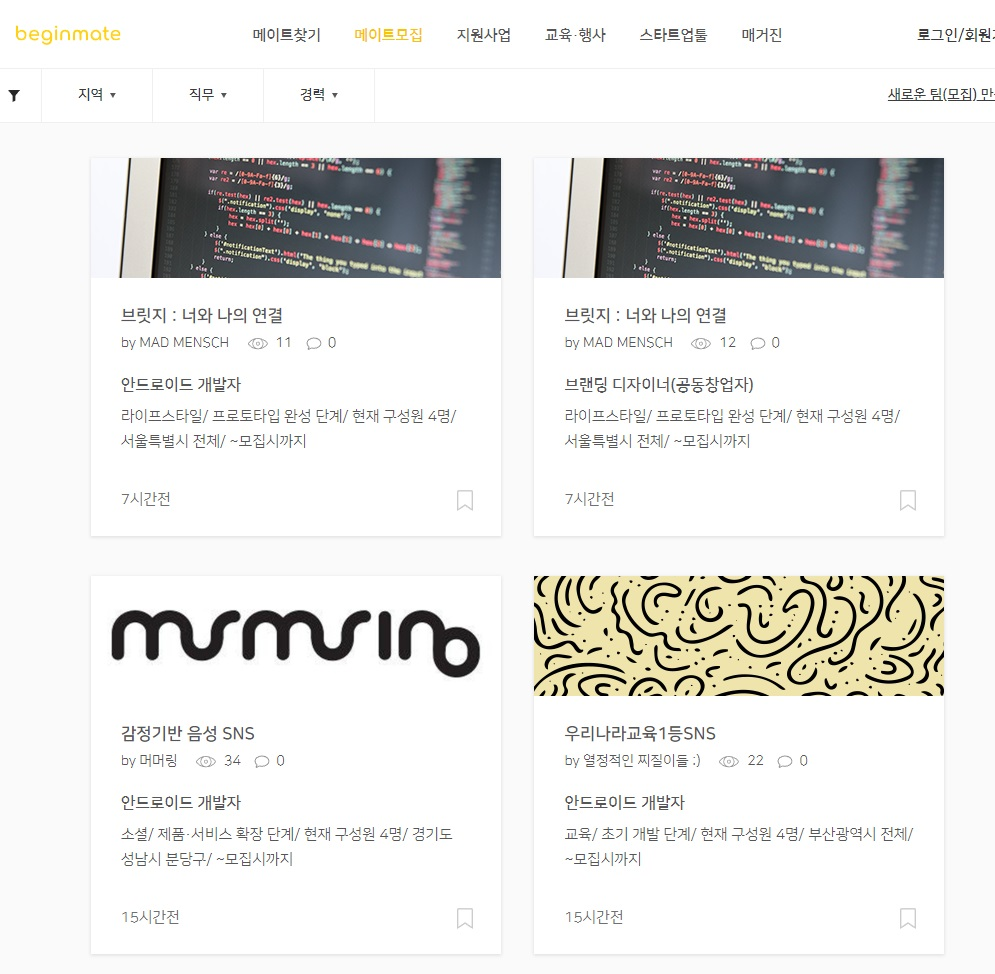 beginmate
메이트찾기 메이트모집 지원사업 교육·행사 스타트업툴 매거진 로그인/회원
지역 ▾ 직무 ▾ 경력 ▾ 새로운 팀(모집) 만
브릿지 : 너와 나의 연결
by MAD MENSCH 11 0
안드로이드 개발자
라이프스타일/ 프로토타입 완성 단계/ 현재 구성원 4명/
서울특별시 전체/ ~모집시까지
7시간전
브릿지 : 너와 나의 연결
by MAD MENSCH 12 0
브랜딩 디자이너(공동창업자)
라이프스타일/ 프로토타입 완성 단계/ 현재 구성원 4명/
서울특별시 전체/ ~모집시까지
7시간전
감정기반 음성 SNS
by 머머링 34 0
안드로이드 개발자
소셜/ 제품·서비스 확장 단계/ 현재 구성원 4명/ 경기도
성남시 분당구/ ~모집시까지
15시간전
우리나라교육1등SNS
by 열정적인 찌질이들 :) 22 0
안드로이드 개발자
교육/ 초기 개발 단계/ 현재 구성원 4명/ 부산광역시 전체/
~모집시까지
15시간전